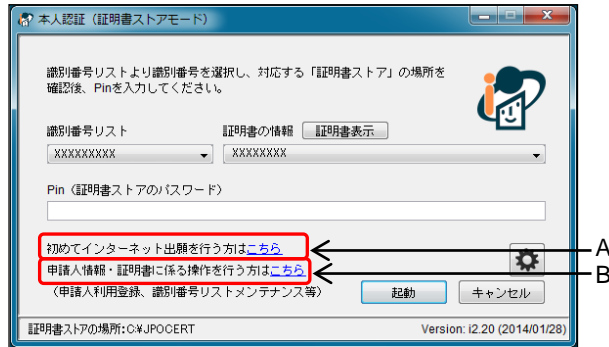 本人認証（証明書ストアモード）
識別番号リストより識別番号を選択し、対応する「証明書ストア」の場所を
確認後、Pinを入力してください。
識別番号リスト 証明書の情報 証明書表示
XXXXXXXXX XXXXXXXX
Pin（証明書ストアのパスワード）
初めてインターネット出願を行う方はこちら A
申請人情報・証明書に係る操作を行う方はこちら B
（申請人利用登録、識別番号リストメンテナンス等） 起動 キャンセル
証明書ストアの場所:C:¥JPOCERT Version: i2.20 (2014/01/28)